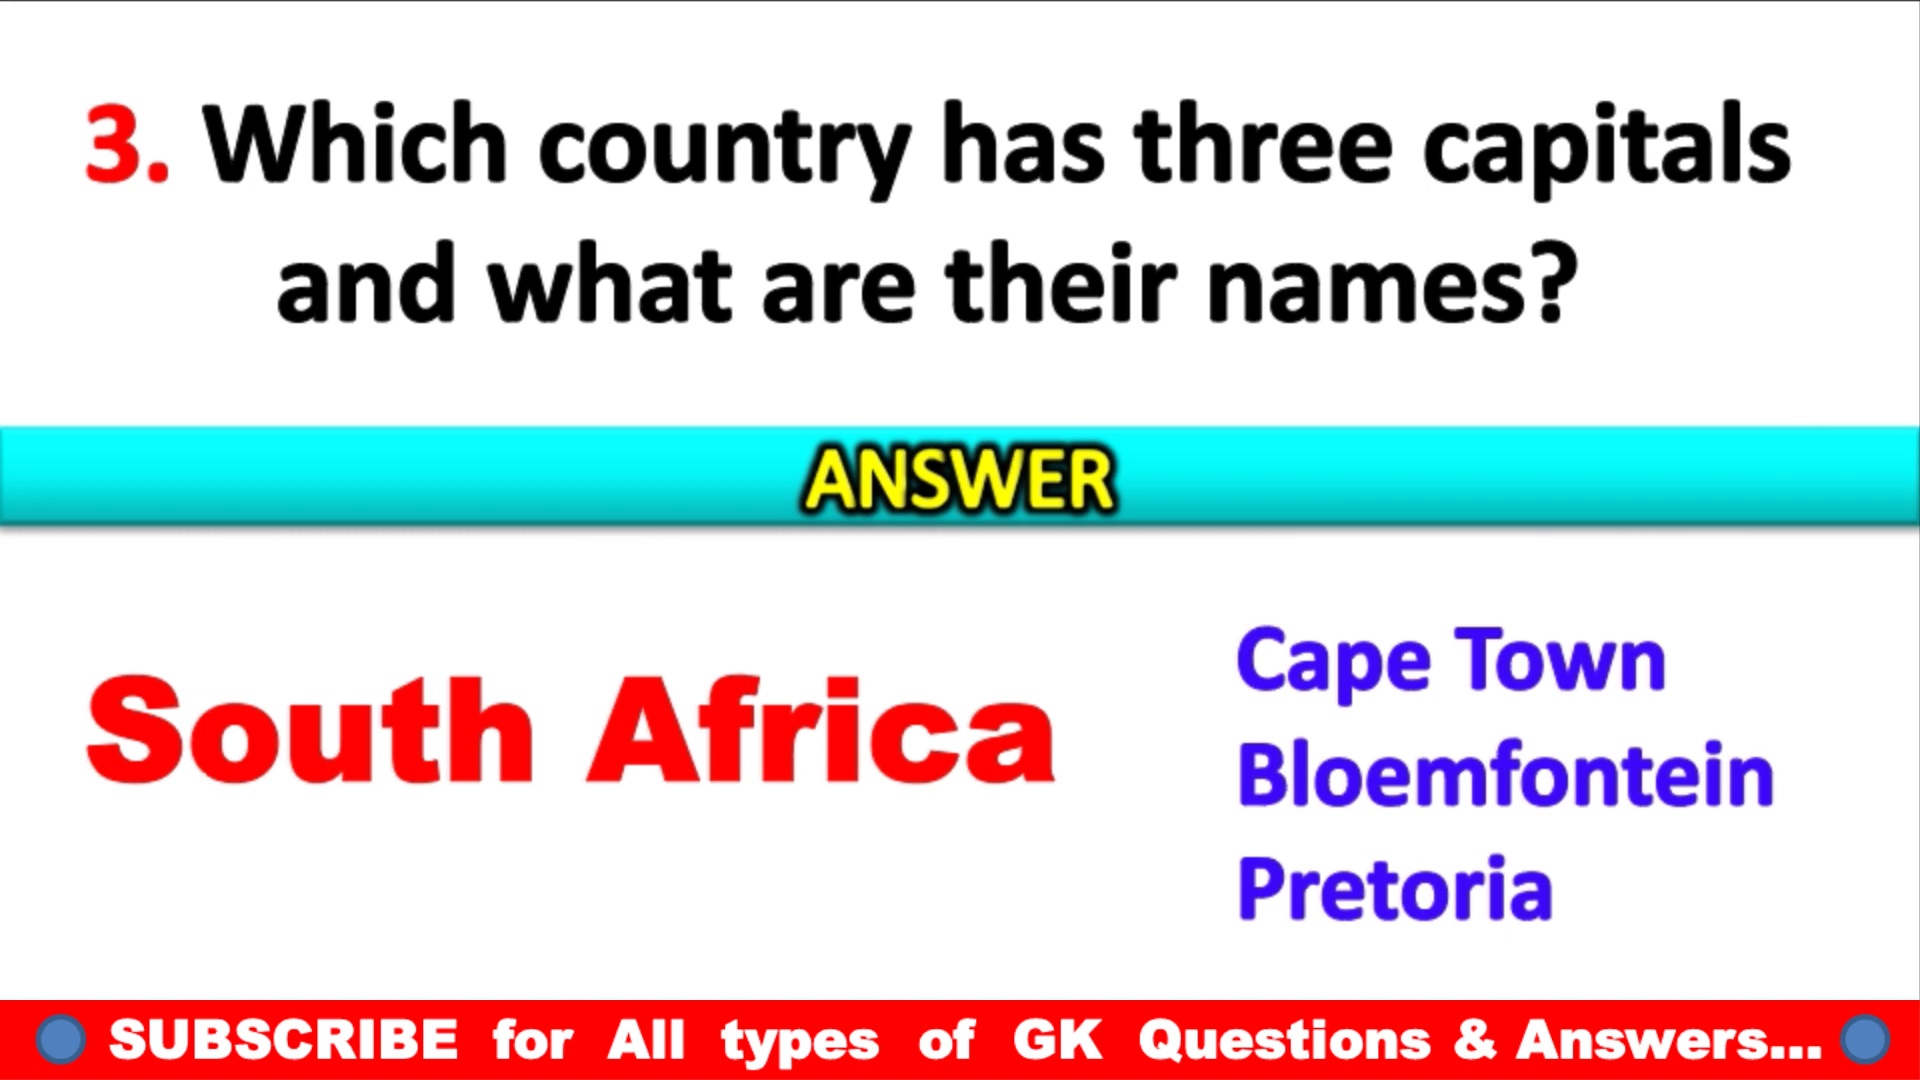 3. Which country has three capitals
and what are their names?
ANSWER
South Africa
Cape Town
Bloemfontein
Pretoria
SUBSCRIBE for All types of GK Questions & Answers...